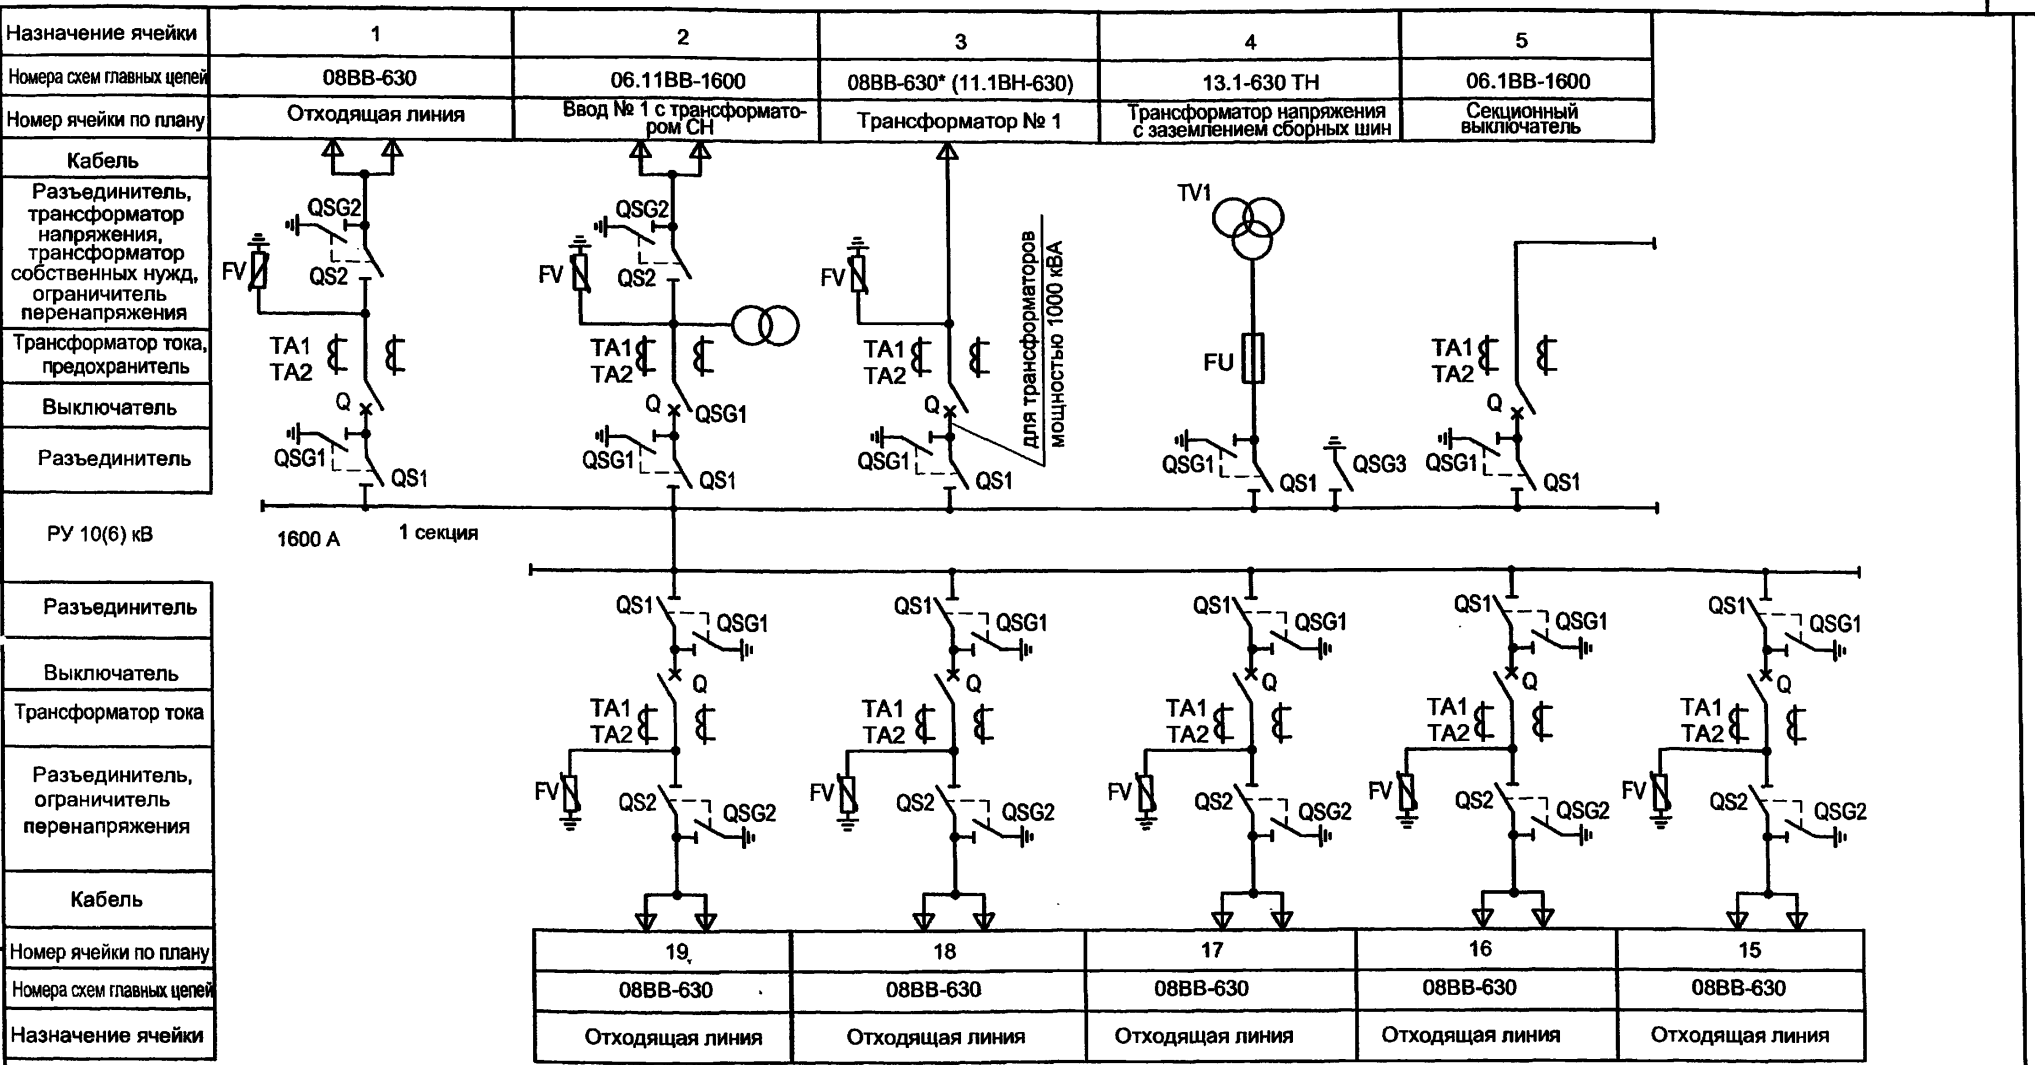 Назначение ячейки 1 2 3 4 5
Номера схем главных цепей 08ВВ-630 06.11ВВ-1600 08ВВ-630* (11.1ВН-630) 13.1-630 ТН 06.1ВВ-1600
Номер ячейки по плану Отходящая линия
Ввод № 1 с трансформато-
ром СН
Трансформатор № 1
Трансформатор напряжения
с заземлением сборных шин
Секционный
выключатель
Кабель
Разъединитель,
трансформатор
напряжения,
трансформатор
собственных нужд,
ограничитель
перенапряжения
Трансформатор тока,
предохранитель
Выключатель
Разъединитель
QSG2
FV
QS2
TA1
TA2
Q
QSG1
QS1
QSG2
FV
QS2
TA1
TA2
Q
QSG1
QSG1
QS1
FV
TA1
TA2
Q
QSG1
QS1
для трансформаторов
мощностью 1000 кВА
TV1
FU
QSG1
QS1
QSG3
TA1
TA2
Q
QSG1
QS1
РУ 10(6) кВ
1600 А
1 секция
Разъединитель
Выключатель
Трансформатор тока
Разъединитель,
ограничитель
перенапряжения
Кабель
QS1
QSG1
Q
TA1
TA2
FV
QS2
QSG2
QS1
QSG1
Q
TA1
TA2
FV
QS2
QSG2
QS1
QSG1
Q
TA1
TA2
FV
QS2
QSG2
QS1
QSG1
Q
TA1
TA2
FV
QS2
QSG2
QS1
QSG1
Q
TA1
TA2
FV
QS2
QSG2
Номер ячейки по плану 19 18 17 16 15
Номера схем главных цепей 08ВВ-630 08ВВ-630 08ВВ-630 08ВВ-630 08ВВ-630
Назначение ячейки Отходящая линия Отходящая линия Отходящая линия Отходящая линия Отходящая линия